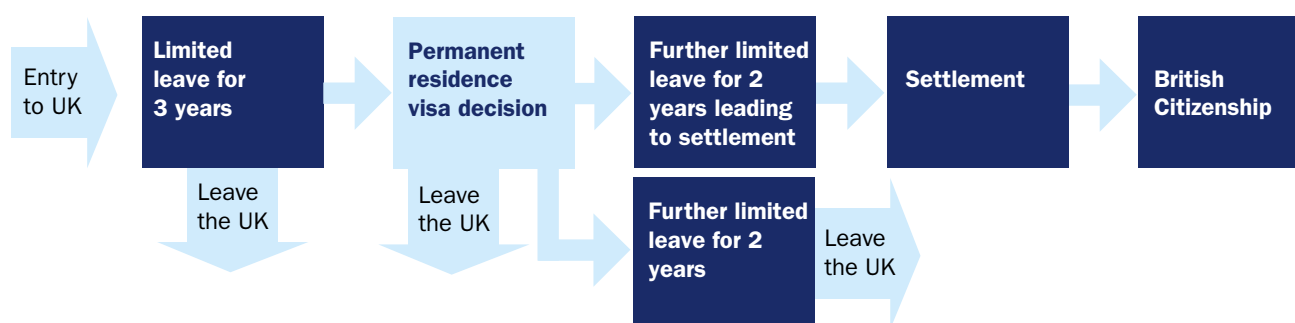 Entry
to UK
Limited
leave for
3 years
Leave
the UK
Permanent
residence
visa decision
Leave
the UK
Further limited
leave for 2
years leading
to settlement
Further limited
leave for 2
years
Leave
the UK
Settlement
British
Citizenship